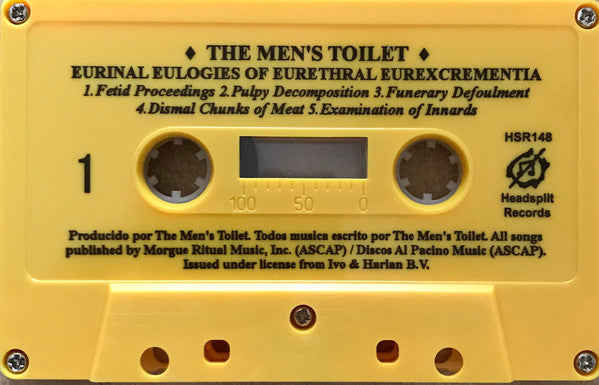 ♦ THE MEN'S TOILET ♦
EURINAL EULOGIES OF EURETHRAL EUREXCREMENTIA
1.Fetid Proceedings 2.Pulpy Decomposition 3.Funerary Defoulment
4.Dismal Chunks of Meat 5.Examination of Innards
1
100 50 0
HSR148
Headsplit
Records
Producido por The Men's Toilet. Todos musica escrito por The Men's Toilet. All songs
published by Morgue Ritual Music, Inc. (ASCAP) / Discos Al Pacino Music (ASCAP).
Issued under license from Ivo & Harlan B.V.